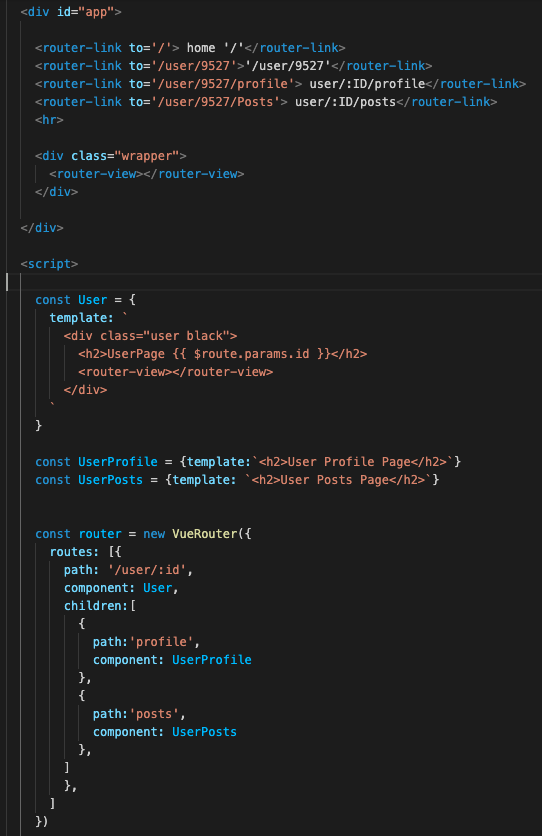 <div id="app">
<router-link to='/'> home '/'</router-link>
<router-link to='/user/9527'>'/user/9527'</router-link>
<router-link to='/user/9527/profile'> user/:ID/profile</router-link>
<router-link to='/user/9527/Posts'> user/:ID/posts</router-link>
<hr>
<div class="wrapper">
<router-view></router-view>
</div>
</div>
<script>
const User = {
template: `
<div class="user black">
<h2>UserPage {{ $route.params.id }}</h2>
<router-view></router-view>
</div>
`
}
const UserProfile = {template:`<h2>User Profile Page</h2>`}
const UserPosts = {template: `<h2>User Posts Page</h2>`}
const router = new VueRouter({
routes: [{
path: '/user/:id',
component: User,
children:[
{
path:'profile',
component: UserProfile
},
{
path:'posts',
component: UserPosts
},
]
},
]
})